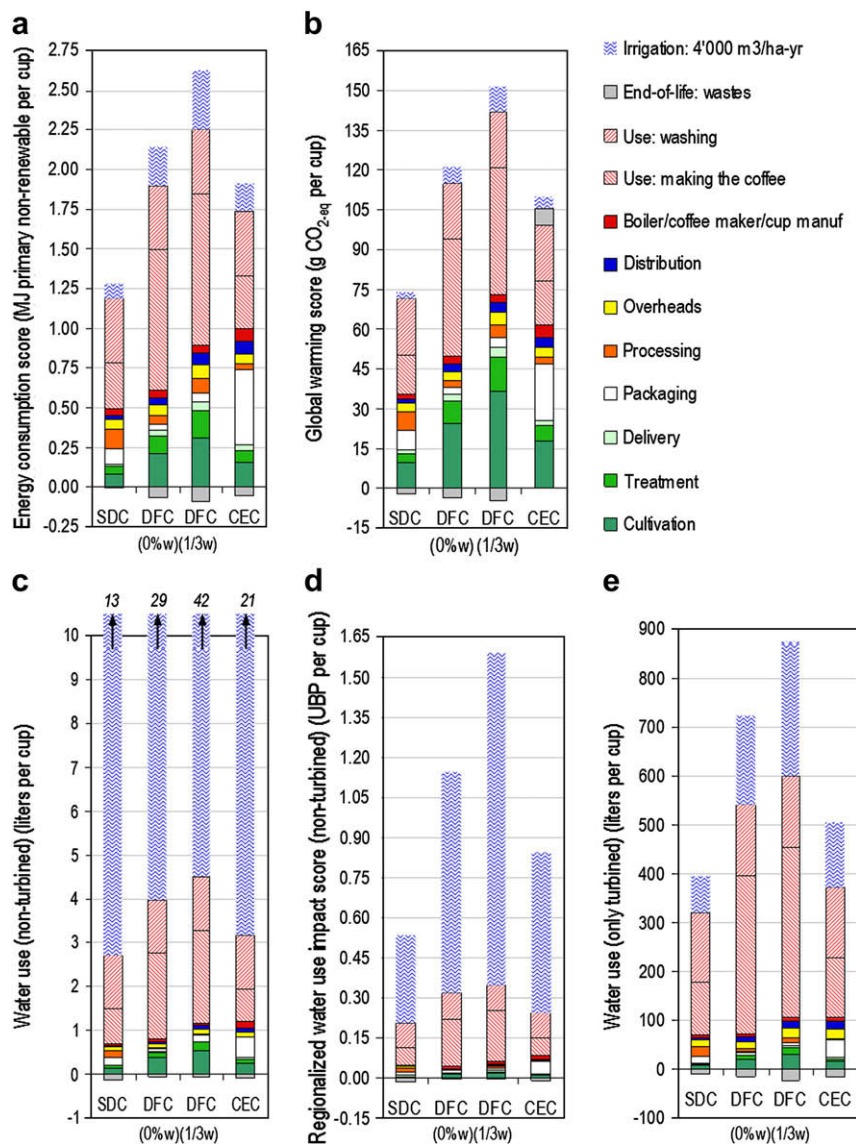 a
Energy consumption score (MJ primary non-renewable per cup)
2.75
2.50
2.25
2.00
1.75
1.50
1.25
1.00
0.75
0.50
0.25
0.00
-0.25
SDC DFC DFC CEC
(0%w)(1/3w)
b
Global warming score (g CO2-eq per cup)
165
150
135
120
105
90
75
60
45
30
15
0
-15
SDC DFC DFC CEC
(0%w)(1/3w)
Irrigation: 4'000 m3/ha-yr
End-of-life: wastes
Use: washing
Use: making the coffee
Boiler/coffee maker/cup manuf
Distribution
Overheads
Processing
Packaging
Delivery
Treatment
Cultivation
c
Water use (non-turbined) (liters per cup)
13 29 42 21
10
9
8
7
6
5
4
3
2
1
0
-1
SDC DFC DFC CEC
(0%w)(1/3w)
d
Regionalized water use impact score (non-turbined) (UBP per cup)
1.65
1.50
1.35
1.20
1.05
0.90
0.75
0.60
0.45
0.30
0.15
0.00
-0.15
SDC DFC DFC CEC
(0%w)(1/3w)
e
Water use (only turbined) (liters per cup)
900
800
700
600
500
400
300
200
100
0
-100
SDC DFC DFC CEC
(0%w)(1/3w)